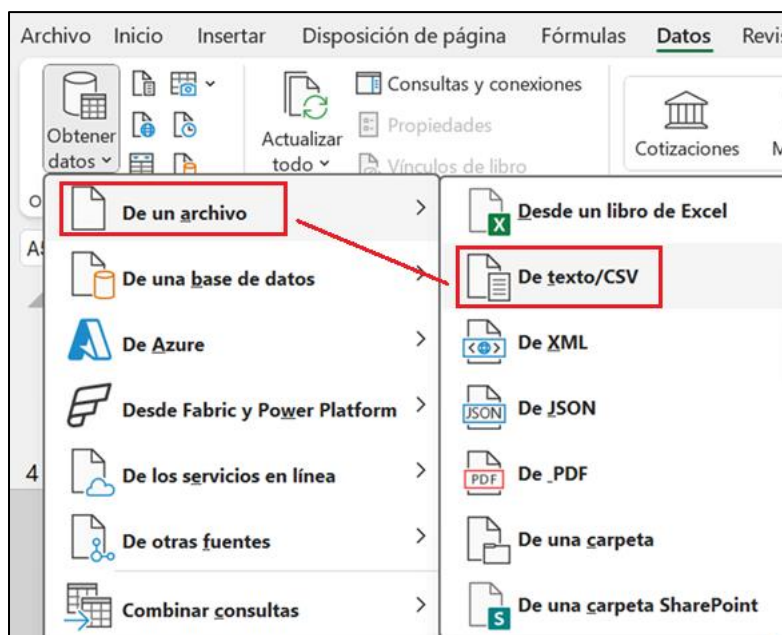 Archivo Inicio Insertar Disposición de página Fórmulas Datos Revis
Obtener
datos
Actualizar
todo
Consultas y conexiones
Propiedades
Vínculos de libro
Cotizaciones
De un archivo
De una base de datos
De Azure
Desde Fabric y Power Platform
De los servicios en línea
De otras fuentes
Combinar consultas
Desde un libro de Excel
De texto/CSV
De XML
JSON
De JSON
PDF
De _PDF
De una carpeta
De una carpeta SharePoint
4